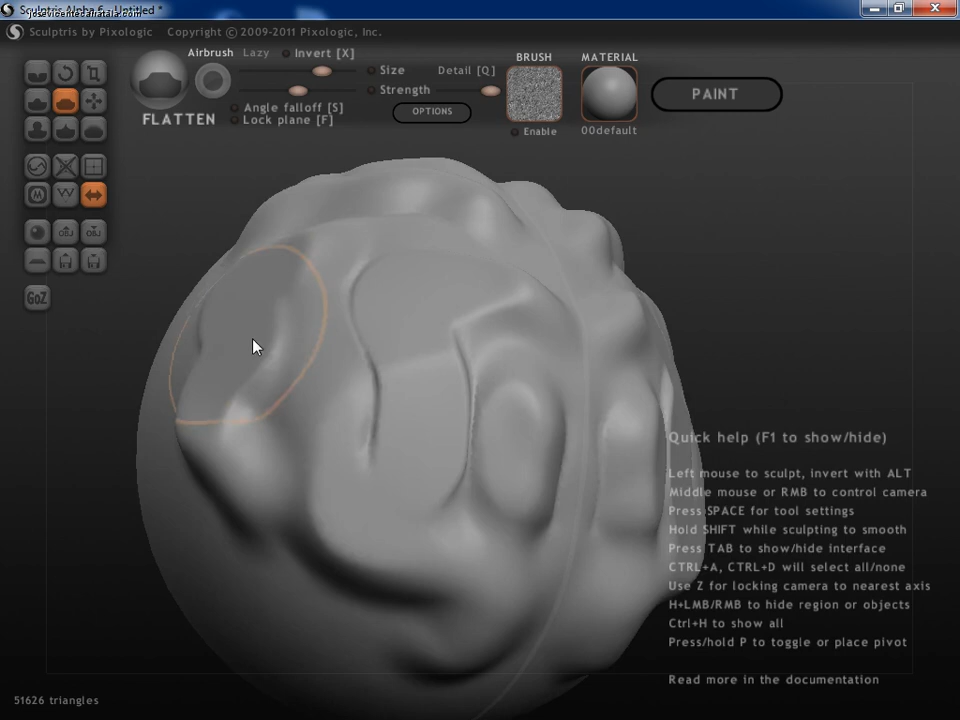 Sculptris Alpha 6 - Untitled *
josevicentecalratala.com
Sculptris by Pixologic Copyright © 2009-2011 Pixologic, Inc.
Airbrush Lazy Invert [X]
Size Detail [Q]
Strength
Angle falloff [S]
Lock plane [F]
OPTIONS
FLATTEN
BRUSH
Enable
MATERIAL
00default
PAINT
OBJ OBJ
GoZ
Quick help (F1 to show/hide)
Left mouse to sculpt, invert with ALT
Middle mouse or RMB to control camera
Press SPACE for tool settings
Hold SHIFT while sculpting to smooth
Press TAB to show/hide interface
CTRL+A, CTRL+D will select all/none
Use Z for locking camera to nearest axis
H+LMB/RMB to hide region or objects
Ctrl+H to show all
Press/hold P to toggle or place pivot
Read more in the documentation
51626 triangles